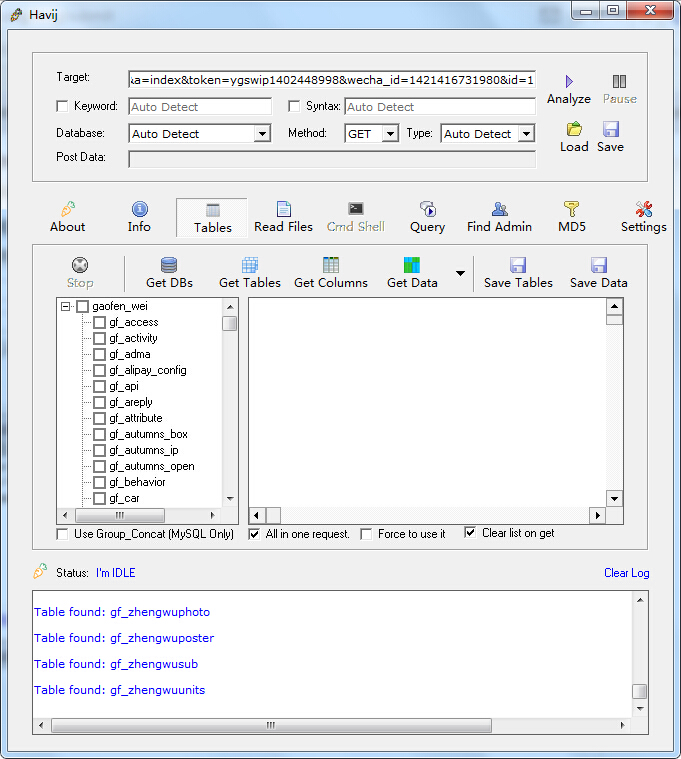 Havij
Target:
ka=index&token=ygswip1402448998&wecha_id=1421416731980&id=1
Analyze
Pause
Keyword:
Auto Detect
Syntax:
Auto Detect
Database:
Auto Detect
Method:
GET
Type:
Auto Detect
Load
Save
Post Data:
About
Info
Tables
Read Files
Cmd Shell
Query
Find Admin
MD5
Settings
Stop
Get DBs
Get Tables
Get Columns
Get Data
Save Tables
Save Data
gaofen_wei
gf_access
gf_activity
gf_adma
gf_alipay_config
gf_api
gf_areply
gf_attribute
gf_autumns_box
gf_autumns_ip
gf_autumns_open
gf_behavior
gf_car
Use Group_Concat (MySQL Only)
All in one request.
Force to use it
Clear list on get
Status: I'm IDLE
Clear Log
Table found: gf_zhengwuphoto
Table found: gf_zhengwuposter
Table found: gf_zhengwusub
Table found: gf_zhengwuunits